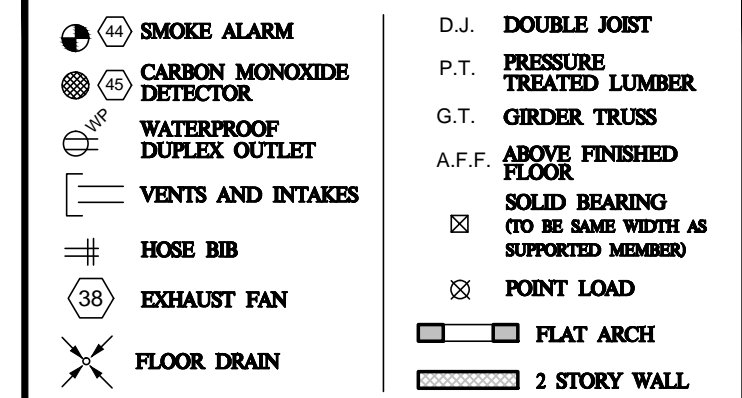 44 SMOKE ALARM
45 CARBON MONOXIDE
DETECTOR
WP WATERPROOF
DUPLEX OUTLET
VENTS AND INTAKES
HOSE BIB
38 EXHAUST FAN
FLOOR DRAIN
D.J. DOUBLE JOIST
P.T. PRESSURE
TREATED LUMBER
G.T. GIRDER TRUSS
A.F.F. ABOVE FINISHED
FLOOR
SOLID BEARING
(TO BE SAME WIDTH AS
SUPPORTED MEMBER)
POINT LOAD
FLAT ARCH
2 STORY WALL